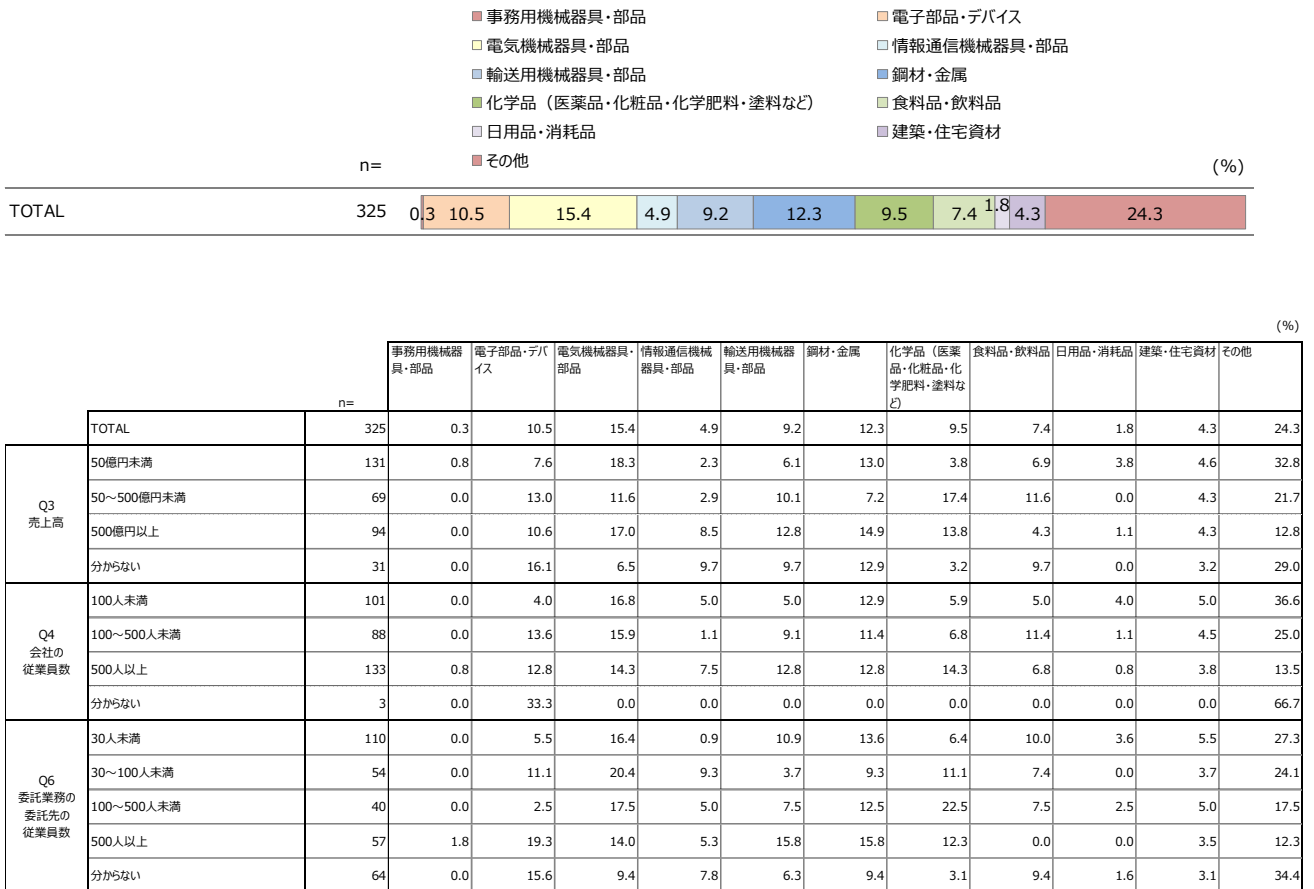 事務用機械器具・部品 電子部品・デバイス
電気機械器具・部品 情報通信機械器具・部品
輸送用機械器具・部品 鋼材・金属
化学品（医薬品・化粧品・化学肥料・塗料など） 食料品・飲料品
日用品・消耗品 建築・住宅資材
n= その他 (%)
TOTAL 325 0.3 10.5 15.4 4.9 9.2 12.3 9.5 7.4 1.8 4.3 24.3
(%)
事務用機械器 電子部品・デバ 電気機械器具・ 情報通信機械 輸送用機械器 鋼材・金属 化学品（医薬 食料品・飲料品 日用品・消耗品 建築・住宅資材 その他
具・部品 イス 部品 器具・部品 具・部品 品・化粧品・化
学肥料・塗料な
n= ど）
TOTAL 325 0.3 10.5 15.4 4.9 9.2 12.3 9.5 7.4 1.8 4.3 24.3
Q3
売上高
50億円未満 131 0.8 7.6 18.3 2.3 6.1 13.0 3.8 6.9 3.8 4.6 32.8
50～500億円未満 69 0.0 13.0 11.6 2.9 10.1 7.2 17.4 11.6 0.0 4.3 21.7
500億円以上 94 0.0 10.6 17.0 8.5 12.8 14.9 13.8 4.3 1.1 4.3 12.8
分からない 31 0.0 16.1 6.5 9.7 9.7 12.9 3.2 9.7 0.0 3.2 29.0
Q4
会社の
従業員数
100人未満 101 0.0 4.0 16.8 5.0 5.0 12.9 5.9 5.0 4.0 5.0 36.6
100～500人未満 88 0.0 13.6 15.9 1.1 9.1 11.4 6.8 11.4 1.1 4.5 25.0
500人以上 133 0.8 12.8 14.3 7.5 12.8 12.8 14.3 6.8 0.8 3.8 13.5
分からない 3 0.0 33.3 0.0 0.0 0.0 0.0 0.0 0.0 0.0 0.0 66.7
Q6
委託業務の
委託先の
従業員数
30人未満 110 0.0 5.5 16.4 0.9 10.9 13.6 6.4 10.0 3.6 5.5 27.3
30～100人未満 54 0.0 11.1 20.4 9.3 3.7 9.3 11.1 7.4 0.0 3.7 24.1
100～500人未満 40 0.0 2.5 17.5 5.0 7.5 12.5 22.5 7.5 2.5 5.0 17.5
500人以上 57 1.8 19.3 14.0 5.3 15.8 15.8 12.3 0.0 0.0 3.5 12.3
分からない 64 0.0 15.6 9.4 7.8 6.3 9.4 3.1 9.4 1.6 3.1 34.4